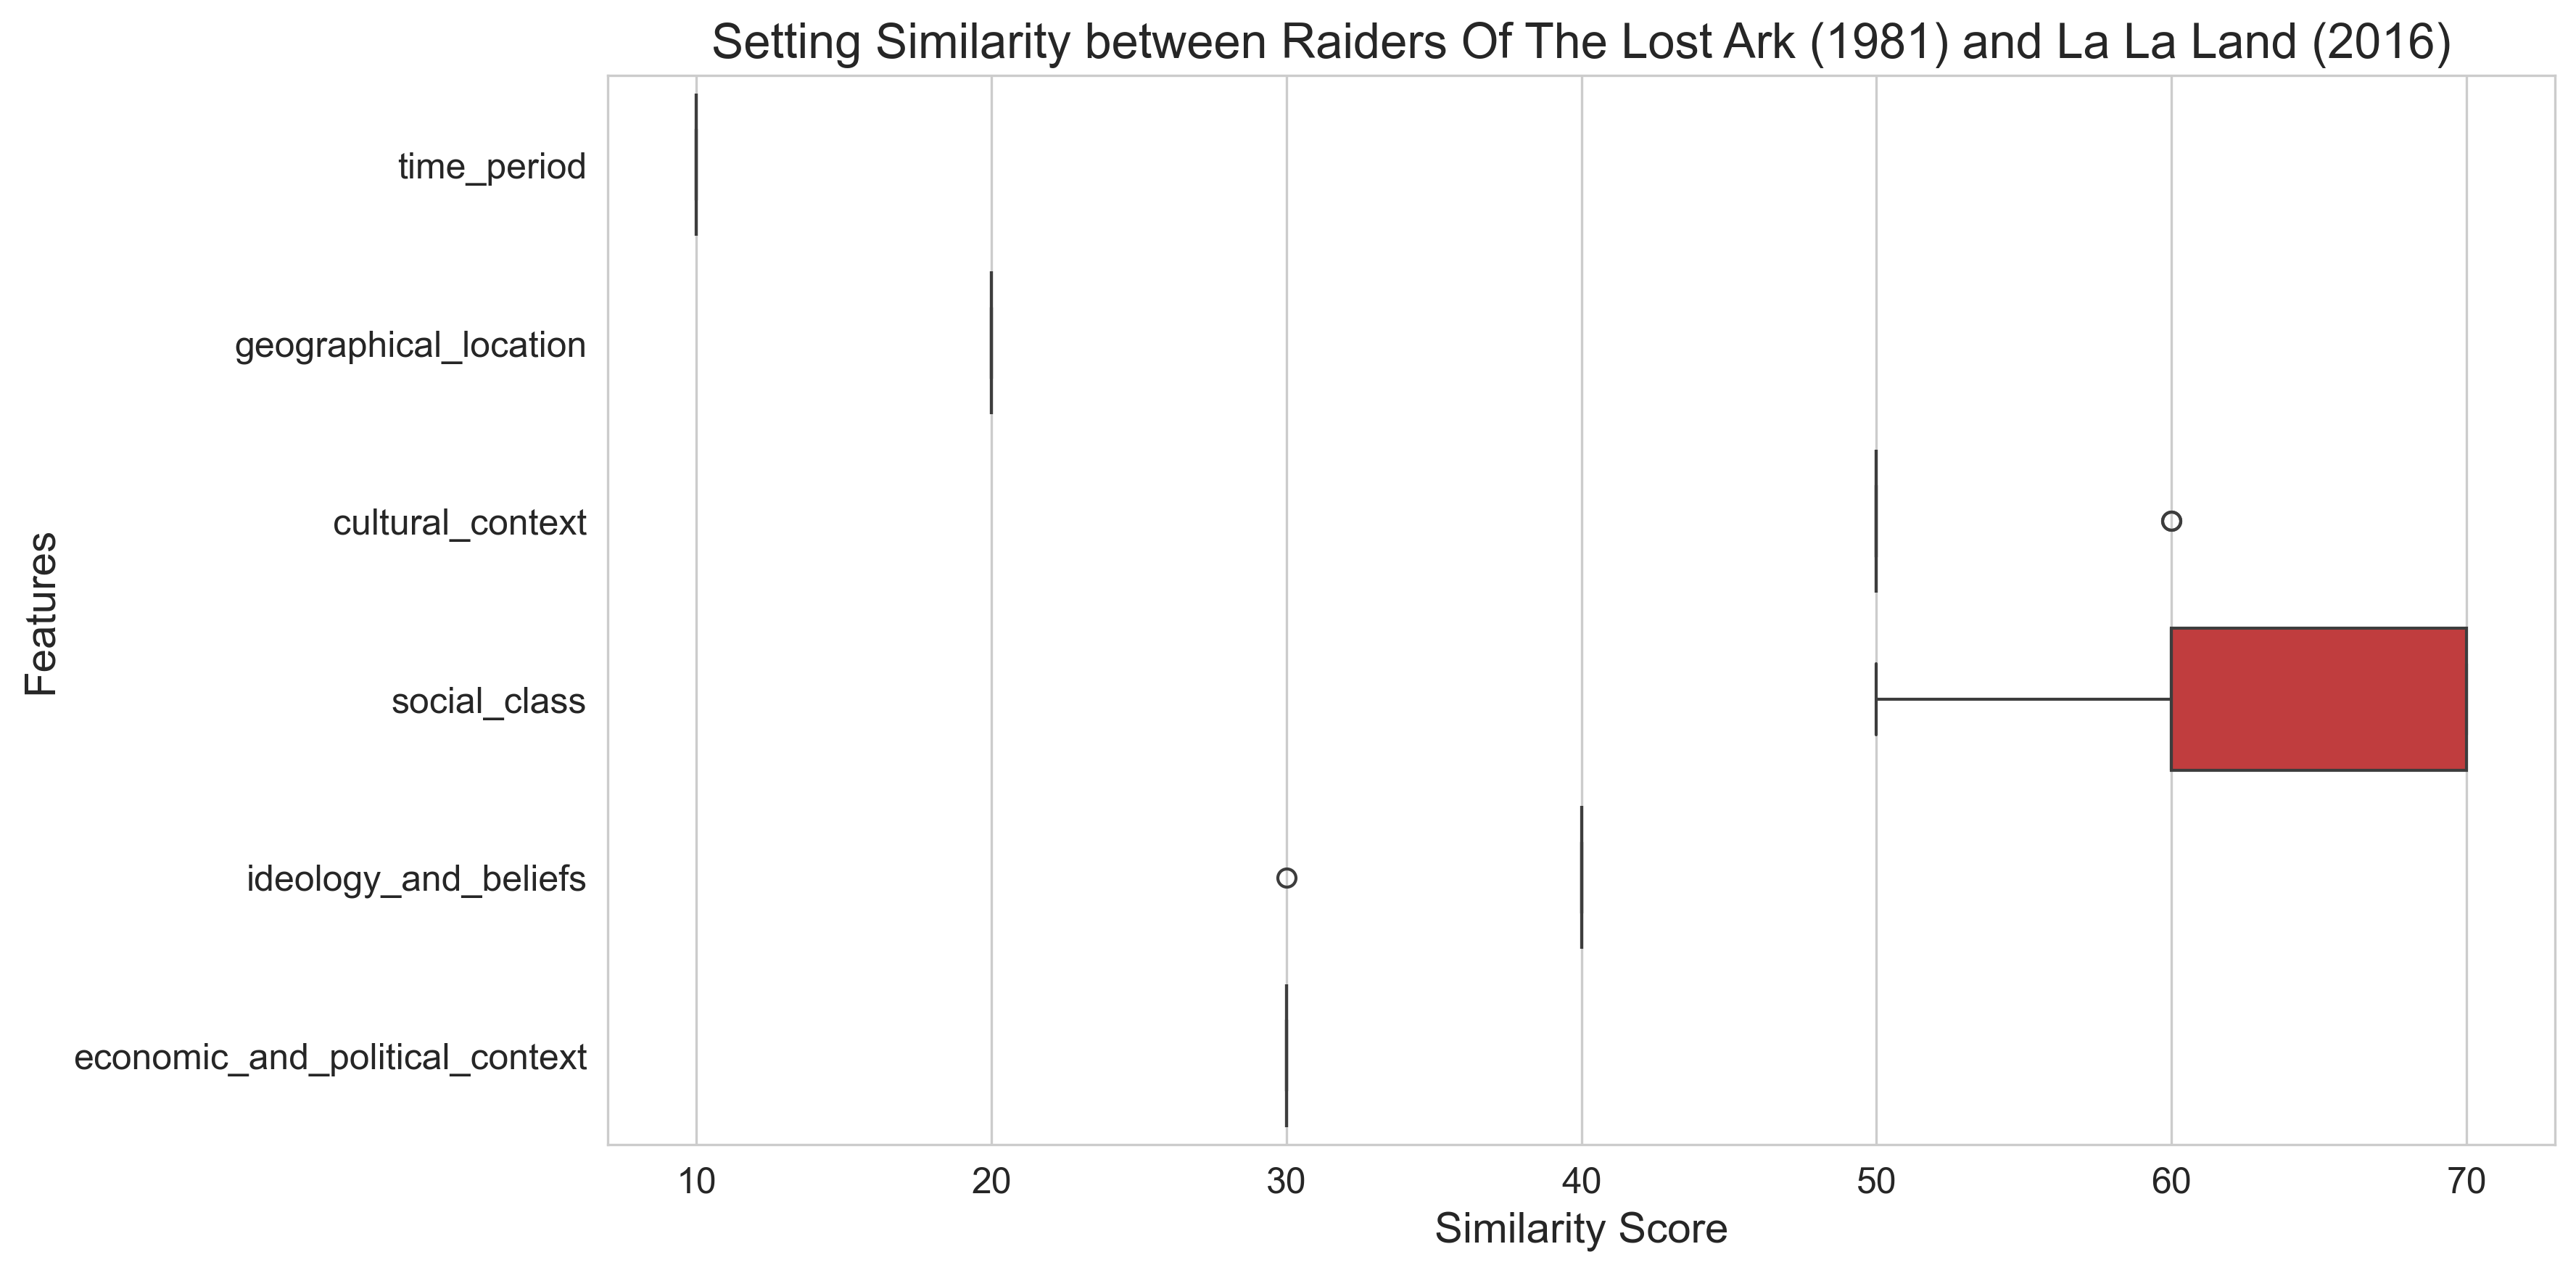 Setting Similarity between Raiders Of The Lost Ark (1981) and La La Land (2016)
Features
time_period
geographical_location
cultural_context
social_class
ideology_and_beliefs
economic_and_political_context
10 20 30 40 50 60 70
Similarity Score